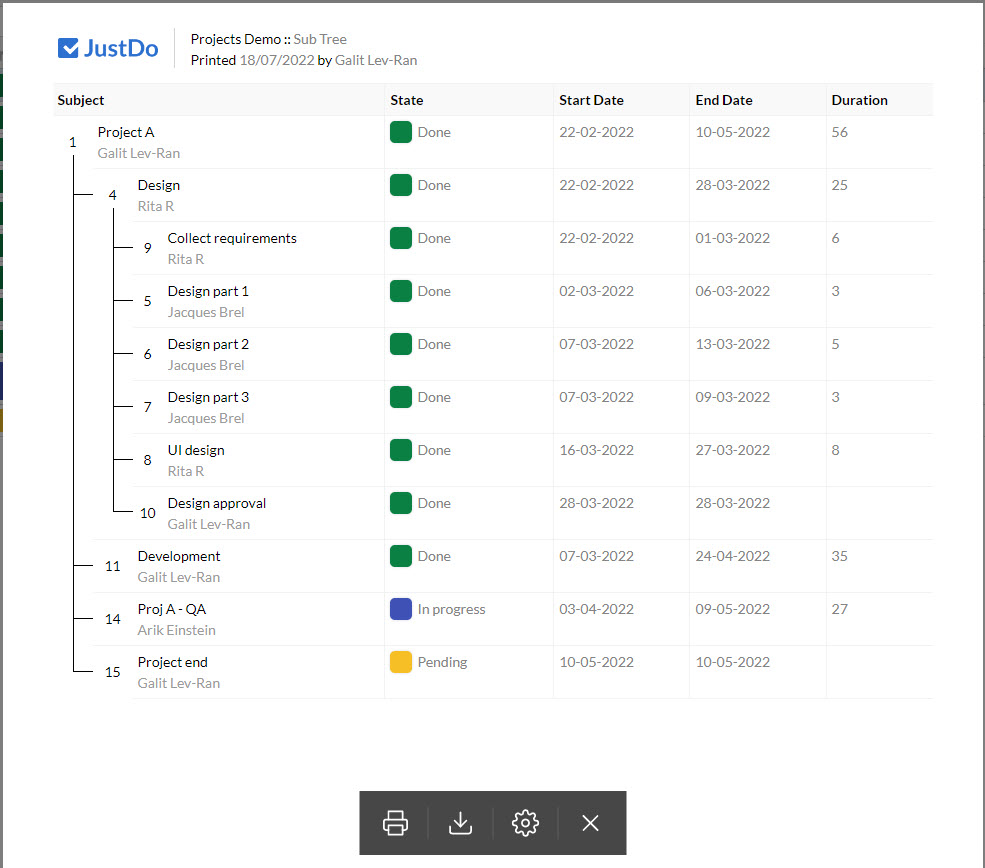 JustDo
Projects Demo :: Sub Tree
Printed 18/07/2022 by Galit Lev-Ran
Subject State Start Date End Date Duration
1 Project A Done 22-02-2022 10-05-2022 56
Galit Lev-Ran
4 Design Done 22-02-2022 28-03-2022 25
Rita R
9 Collect requirements Done 22-02-2022 01-03-2022 6
Rita R
5 Design part 1 Done 02-03-2022 06-03-2022 3
Jacques Brel
6 Design part 2 Done 07-03-2022 13-03-2022 5
Jacques Brel
7 Design part 3 Done 07-03-2022 09-03-2022 3
Jacques Brel
8 UI design Done 16-03-2022 27-03-2022 8
Rita R
10 Design approval Done 28-03-2022 28-03-2022
Galit Lev-Ran
11 Development Done 07-03-2022 24-04-2022 35
Galit Lev-Ran
14 Proj A - QA In progress 03-04-2022 09-05-2022 27
Arik Einstein
15 Project end Pending 10-05-2022 10-05-2022
Galit Lev-Ran